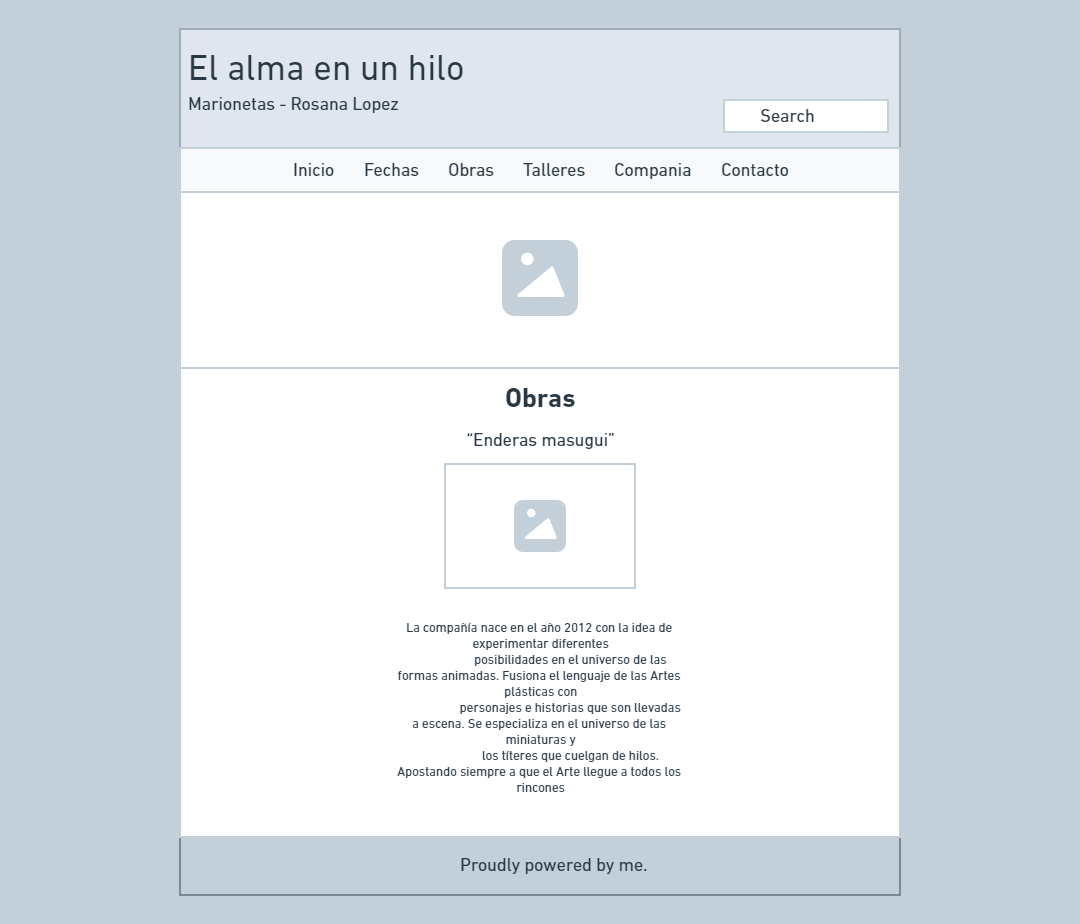 El alma en un hilo
Marionetas - Rosana Lopez
Search
Inicio Fechas Obras Talleres Compania Contacto
Obras
“Enderas masugui”
La compañía nace en el año 2012 con la idea de
experimentar diferentes
posibilidades en el universo de las
formas animadas. Fusiona el lenguaje de las Artes
plásticas con
personajes e historias que son llevadas
a escena. Se especializa en el universo de las
miniaturas y
los títeres que cuelgan de hilos.
Apostando siempre a que el Arte llegue a todos los
rincones
Proudly powered by me.